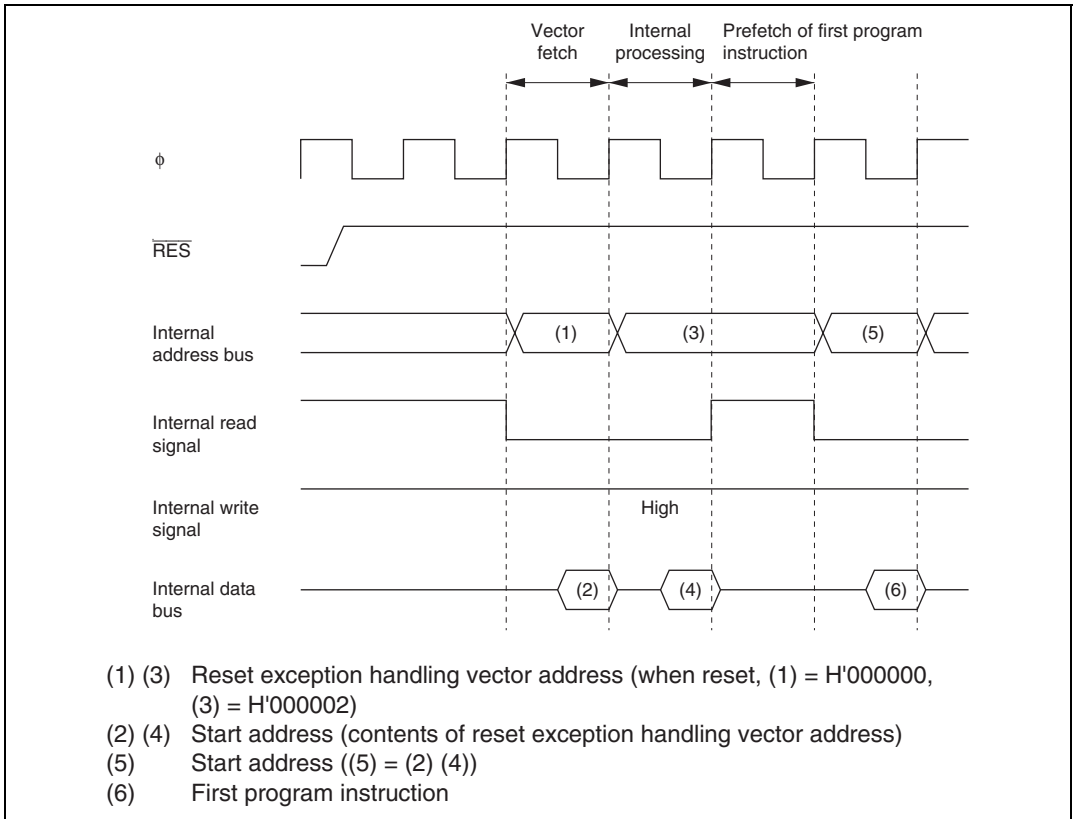 Vector
fetch
Internal
processing
Prefetch of first program
instruction
φ
RES
Internal
address bus
(1)
(3)
(5)
Internal read
signal
Internal write
signal
High
Internal data
bus
(2)
(4)
(6)
(1) (3) Reset exception handling vector address (when reset, (1) = H'000000,
(3) = H'000002)
(2) (4) Start address (contents of reset exception handling vector address)
(5) Start address ((5) = (2) (4))
(6) First program instruction